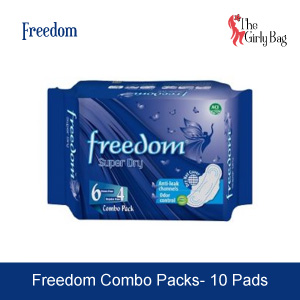 Freedom
The
Girly Bag
freedom
Super Dry
6
4
Combo Pack
Anti-leak
channels
Odor
control
Freedom Combo Packs- 10 Pads